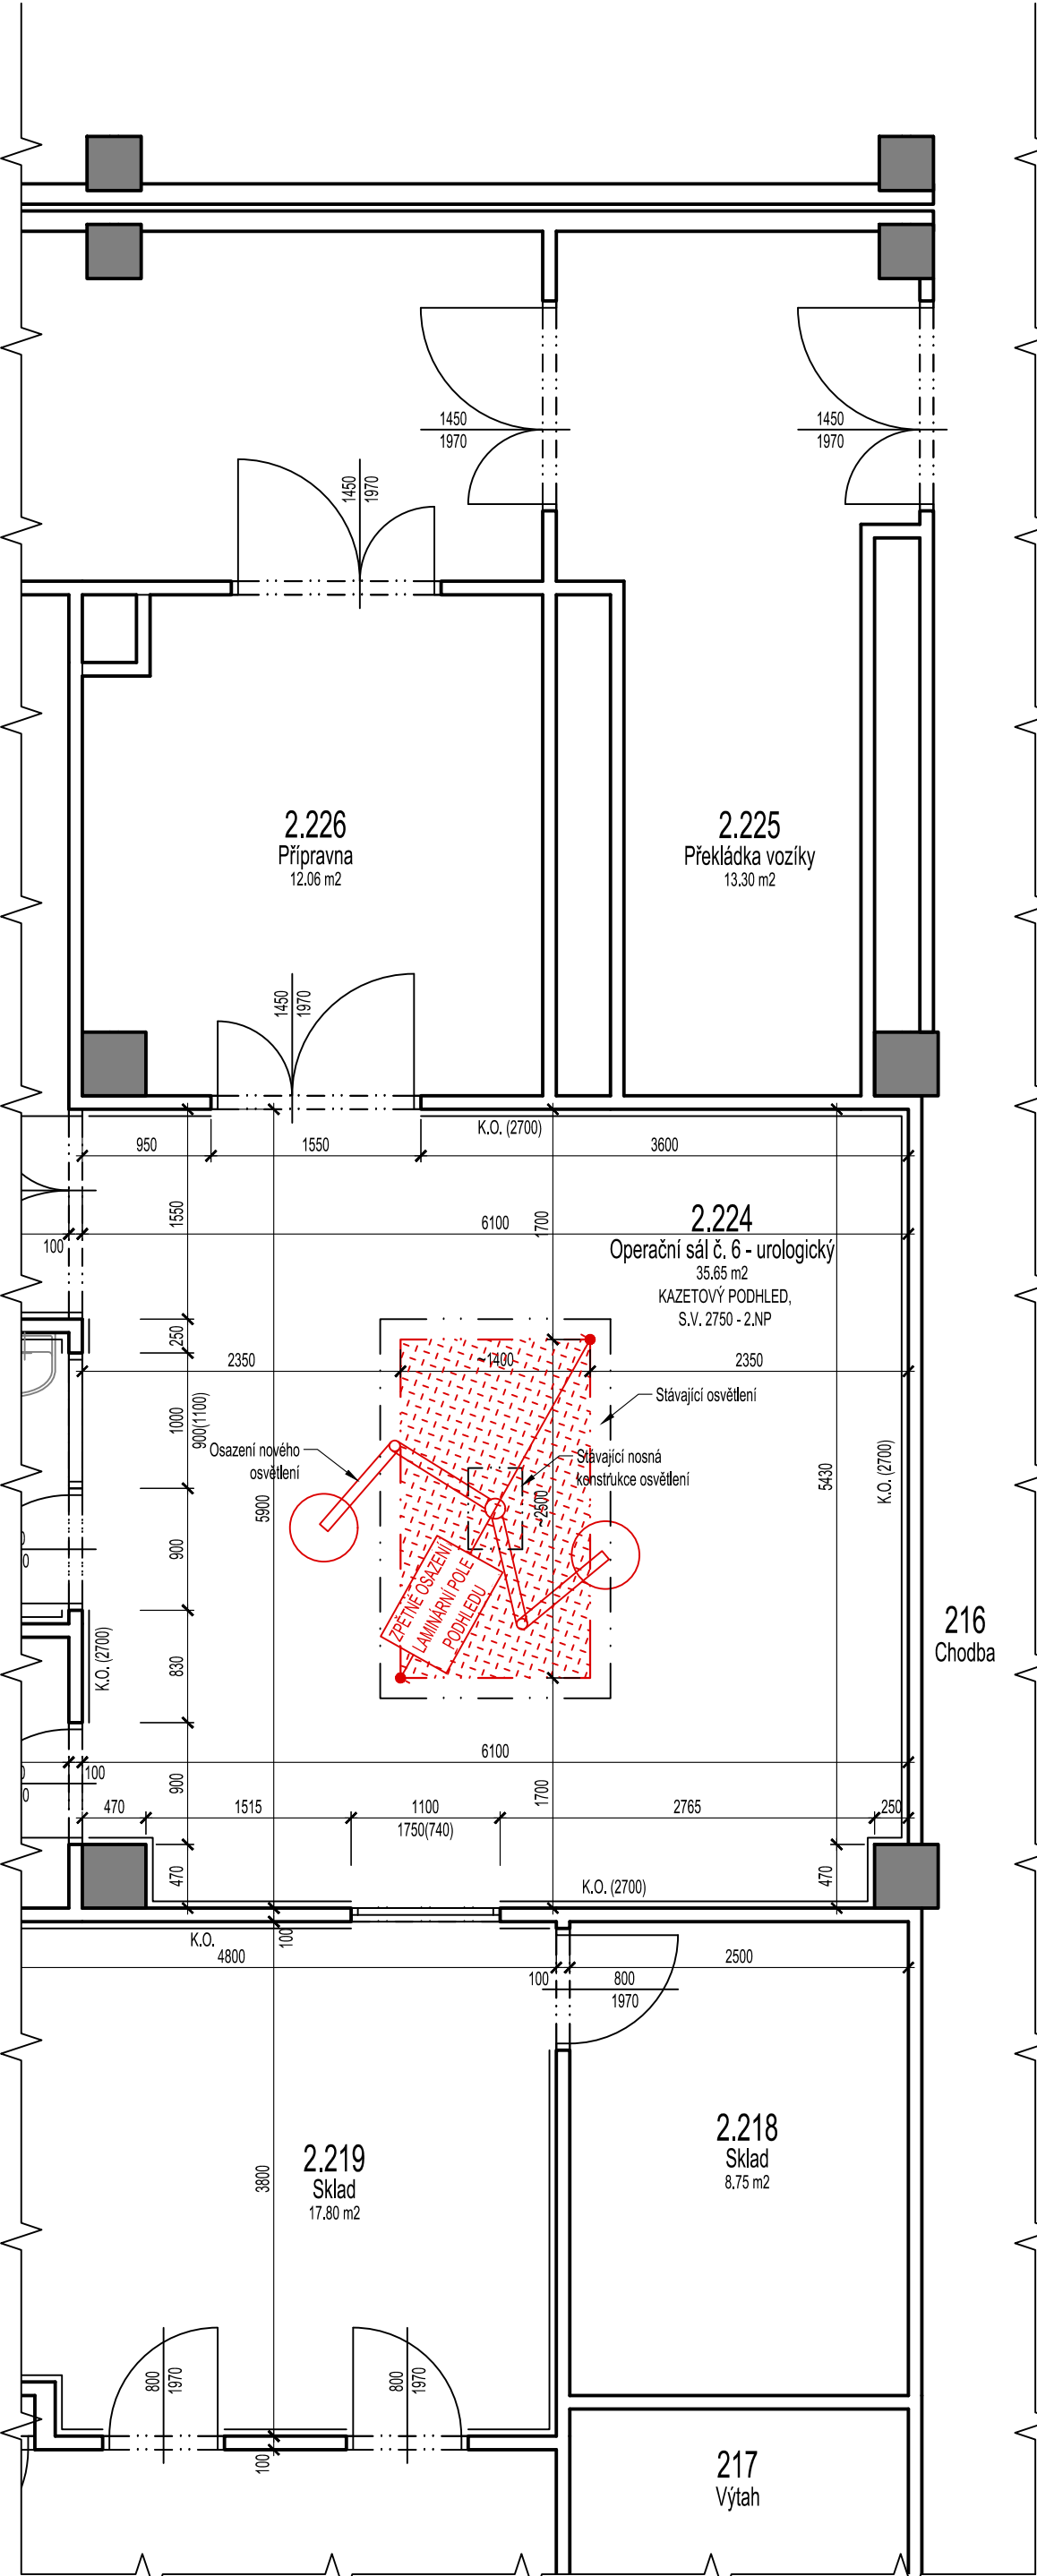 1450
1970
1450
1970
1450
1970
2.226
Přípravna
12.06 m2
2.225
Překládka vozíky
13.30 m2
1450
1970
K.O. (2700)
950
1550
3600
1550
6100
1700
100
2.224
Operační sál č. 6 - urologický
35.65 m2
KAZETOVÝ PODHLED,
S.V. 2750 - 2.NP
250
2350
~1400
2350
Stávající osvětlení
1000
900(1100)
Osazení nového
osvětlení
Stávající nosná
konstrukce osvětlení
5900
~2500
5430
K.O. (2700)
900
ZPĚTNÉ OSAZENÍ
LAMINÁRNÍ POLE
PODHLEDU
830
K.O. (2700)
216
Chodba
6100
100
900
1700
470
1515
1100
1750(740)
2765
250
470
470
K.O. (2700)
K.O.
100
4800
100
800
1970
2500
2.219
Sklad
17.80 m2
3800
2.218
Sklad
8.75 m2
800
1970
800
1970
100
217
Výtah